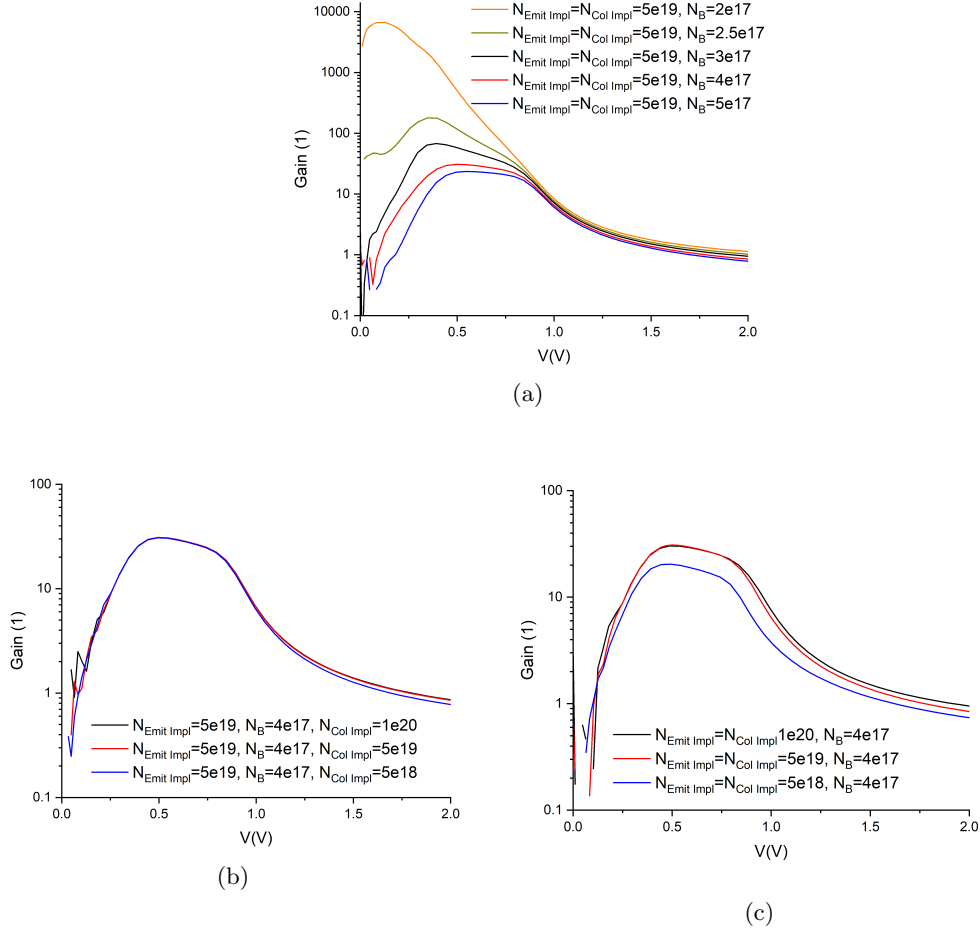 N_Emit Impl=N_Col Impl=5e19, N_B=2e17
N_Emit Impl=N_Col Impl=5e19, N_B=2.5e17
N_Emit Impl=N_Col Impl=5e19, N_B=3e17
N_Emit Impl=N_Col Impl=5e19, N_B=4e17
N_Emit Impl=N_Col Impl=5e19, N_B=5e17
10000
1000
100
10
1
0.1
Gain (1)
0.0 0.5 1.0 1.5 2.0
V(V)
(a)
100
10
1
0.1
Gain (1)
N_Emit Impl=5e19, N_B=4e17, N_Col Impl=1e20
N_Emit Impl=5e19, N_B=4e17, N_Col Impl=5e19
N_Emit Impl=5e19, N_B=4e17, N_Col Impl=5e18
0.0 0.5 1.0 1.5 2.0
V(V)
(b)
100
10
1
0.1
Gain (1)
N_Emit Impl=N_Col Impl1e20, N_B=4e17
N_Emit Impl=N_Col Impl=5e19, N_B=4e17
N_Emit Impl=N_Col Impl=5e18, N_B=4e17
0.0 0.5 1.0 1.5 2.0
V(V)
(c)